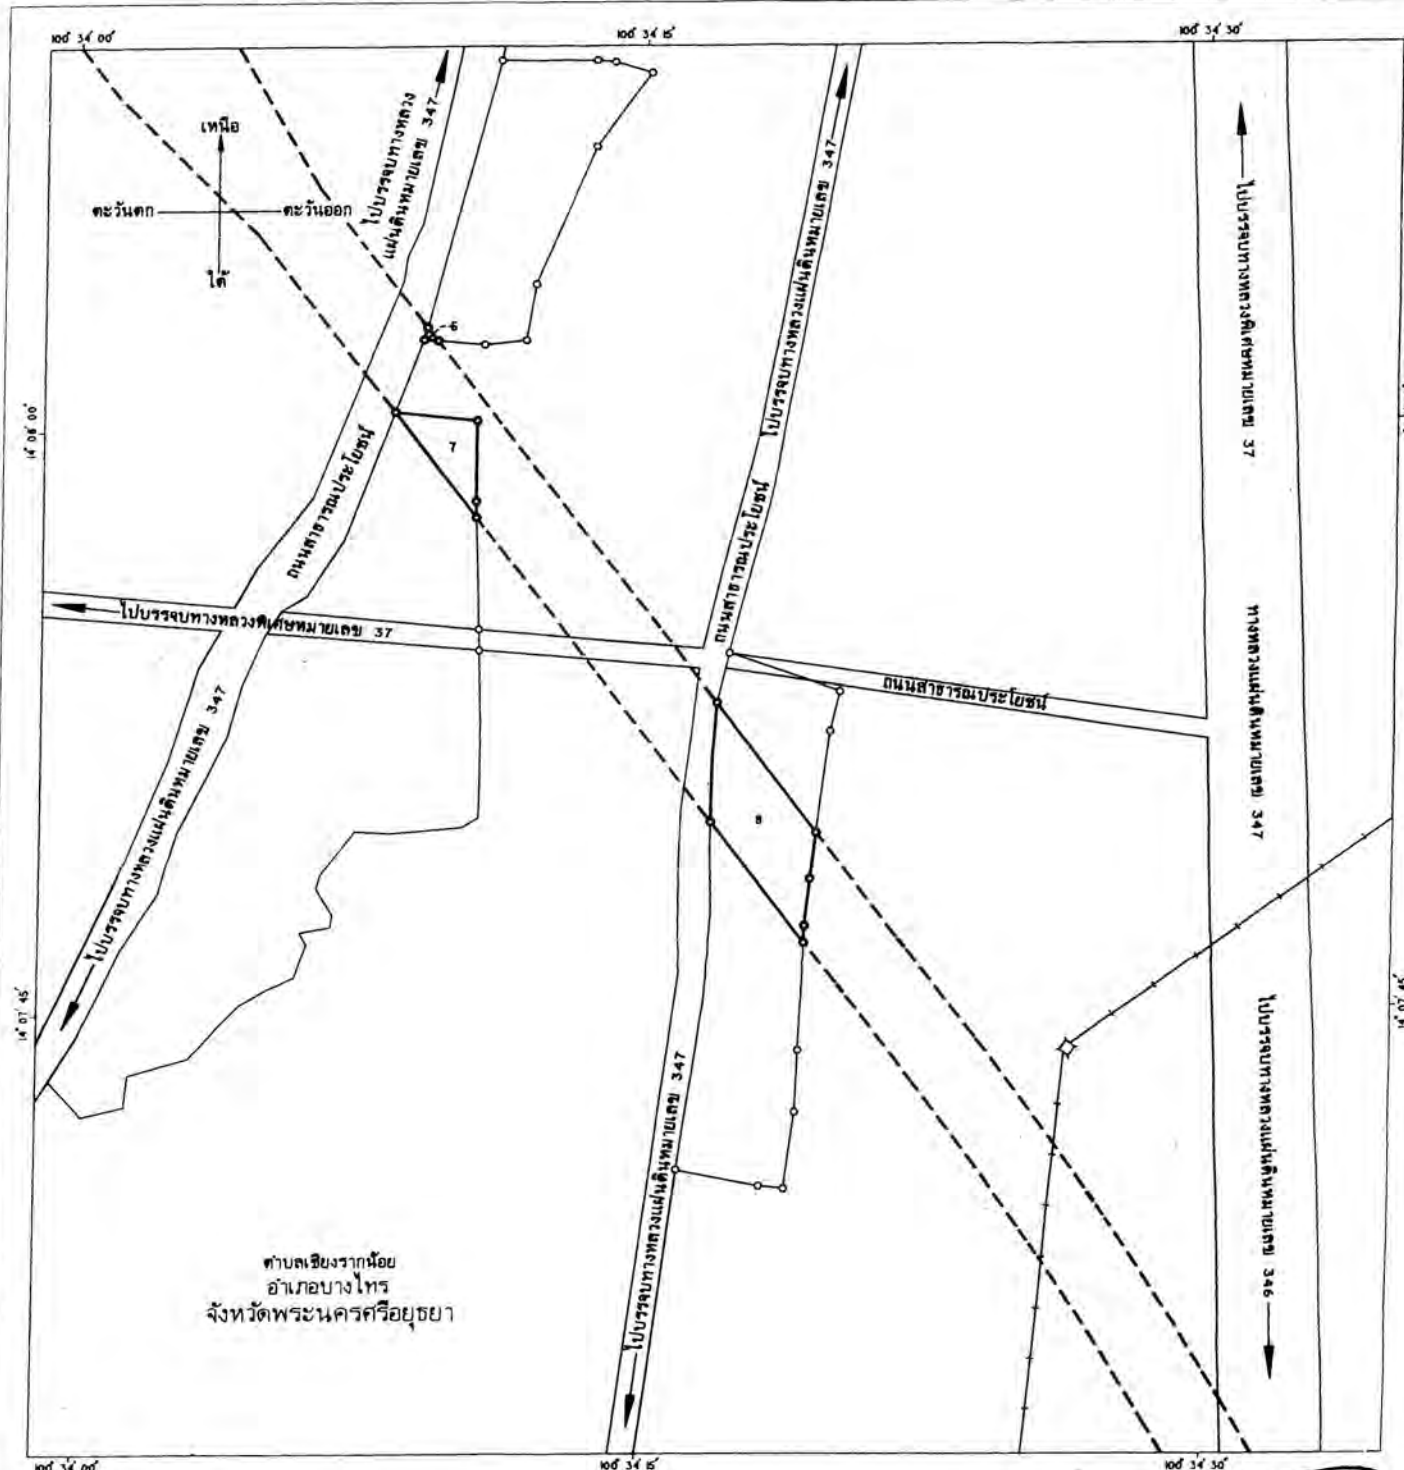 100° 34′ 00″
100° 34′ 15″
100° 34′ 30″
เหนือ
ตะวันตก
ตะวันออก
ใต้
ไปบรรจบทางหลวง
แผ่นดินหมายเลข 347
ไปบรรจบทางหลวงแผ่นดินหมายเลข 347
ไปบรรจบทางหลวงพิเศษหมายเลข 37
6
7
14° 08′ 00″
ถนนสาธารณประโยชน์
ถนนสาธารณประโยชน์
ไปบรรจบทางหลวงพิเศษหมายเลข 37
ถนนสาธารณประโยชน์
ทางหลวงแผ่นดินหมายเลข 347
ไปบรรจบทางหลวงแผ่นดินหมายเลข 347
8
14° 07′ 45″
14° 07′ 45″
ไปบรรจบทางหลวงแผ่นดินหมายเลข 346
ไปบรรจบทางหลวงแผ่นดินหมายเลข 347
ตำบลเชียงรากน้อย
อำเภอบางไทร
จังหวัดพระนครศรีอยุธยา
100° 34′ 00″
100° 34′ 15″
100° 34′ 30″